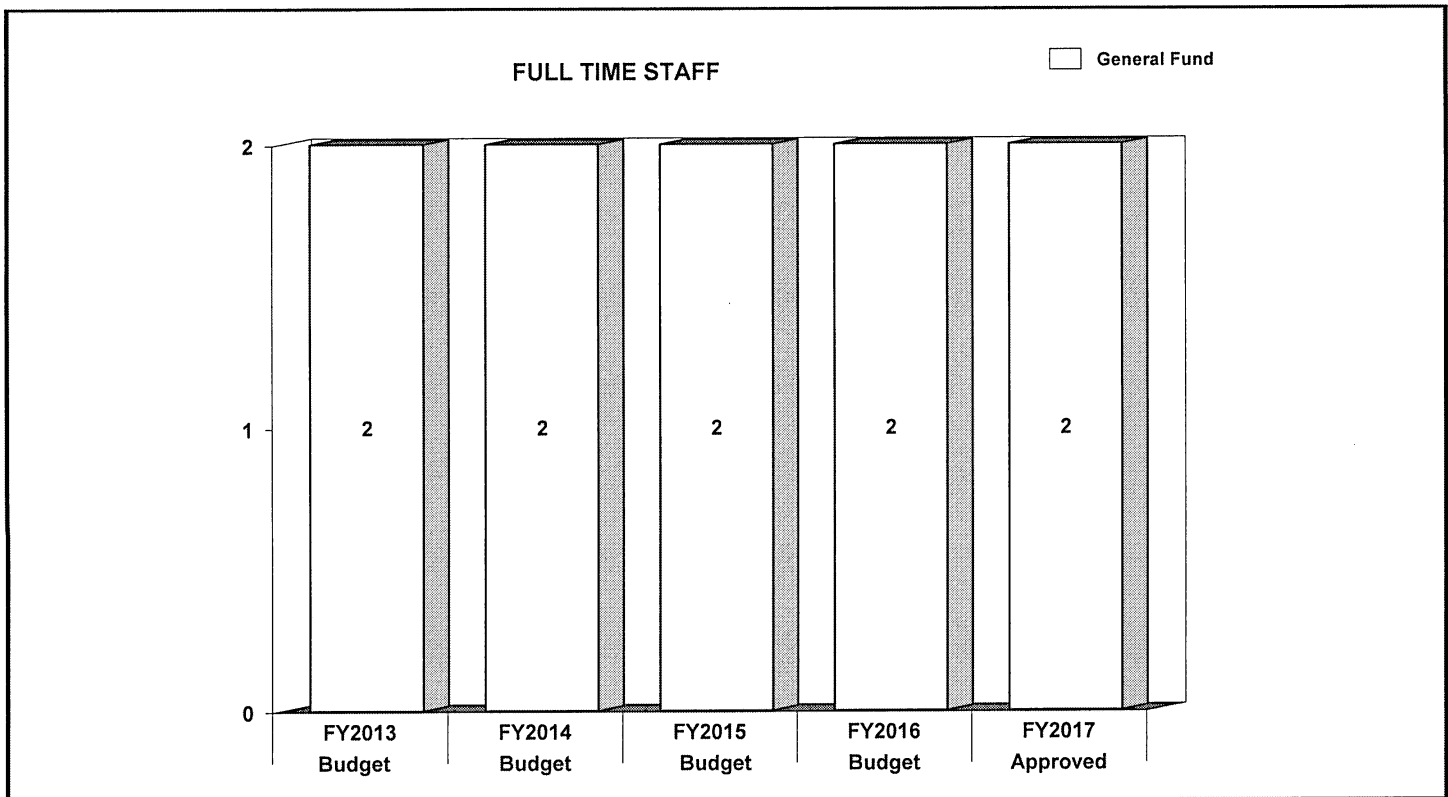 FULL TIME STAFF
General Fund
2
1
0
2 2 2 2 2
FY2013 FY2014 FY2015 FY2016 FY2017
Budget Budget Budget Budget Approved